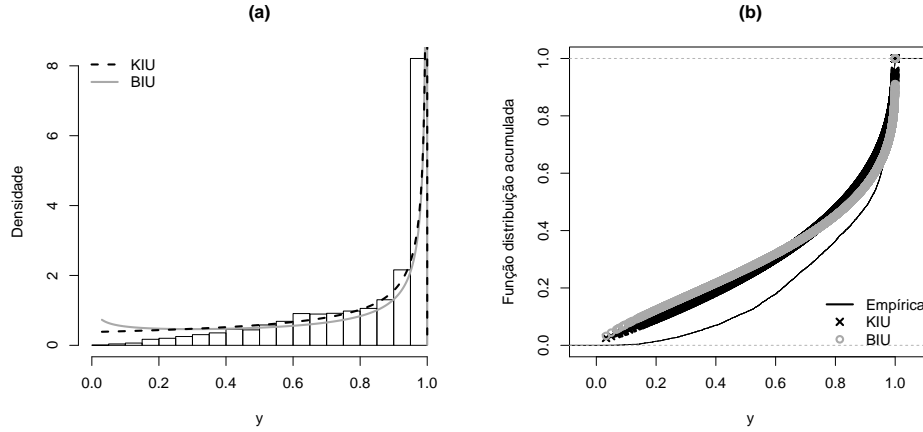 (a)
Densidade
8
6
4
2
0
KIU
BIU
0.0 0.2 0.4 0.6 0.8 1.0
y
(b)
Função distribuição acumulada
1.0
0.8
0.6
0.4
0.2
0.0
Empírica
KIU
BIU
0.0 0.2 0.4 0.6 0.8 1.0
y